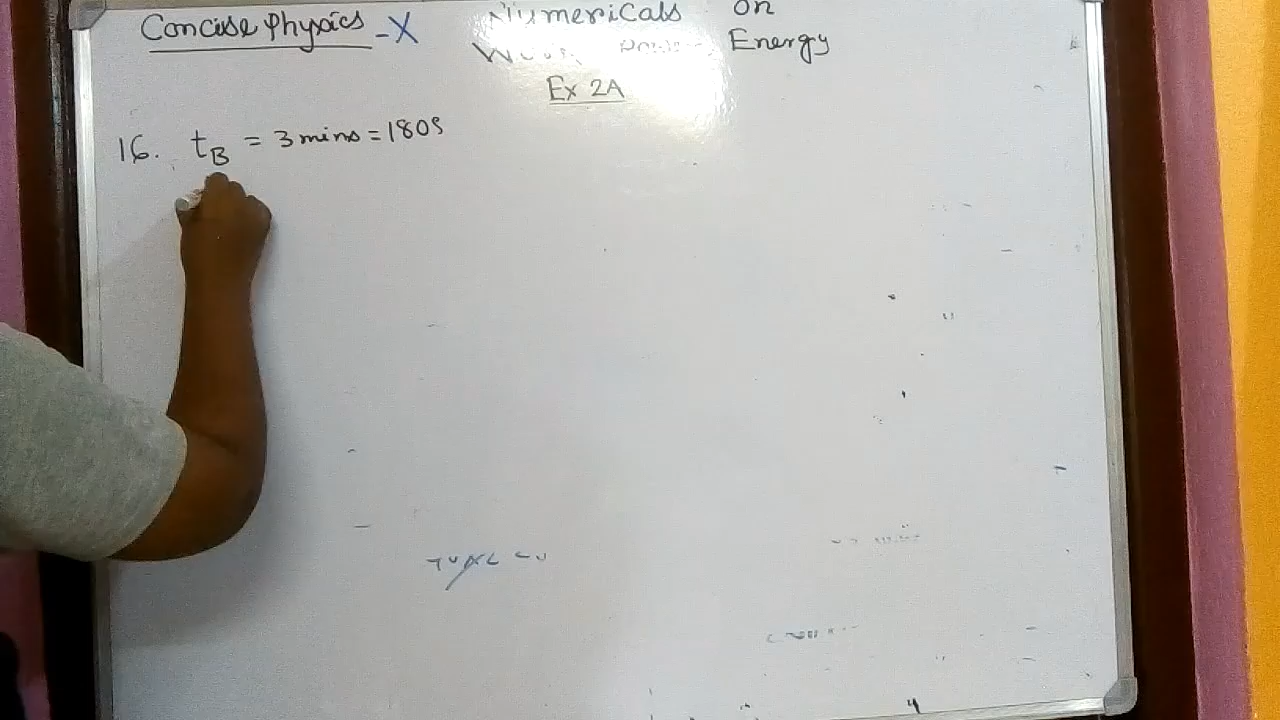 Concise Physics - X
Numericals on
Energy
Ex 2A
16. tB = 3 mins = 180s